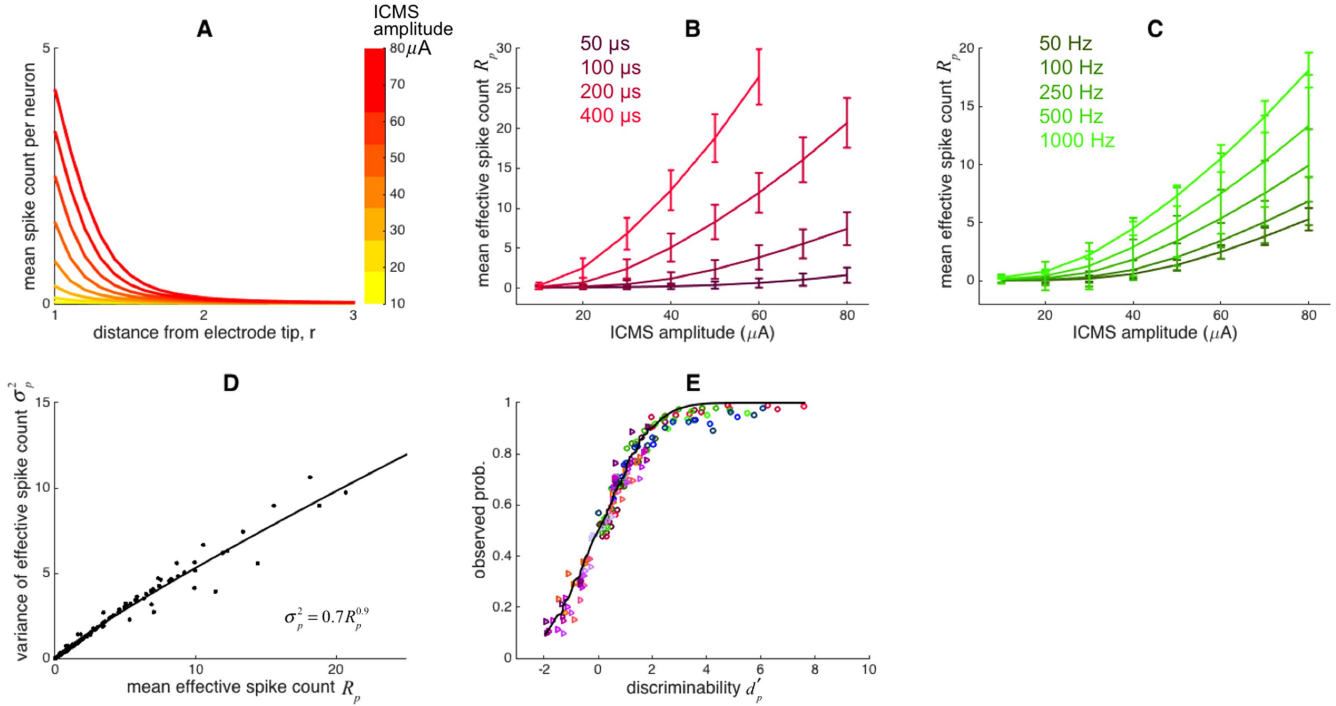 A
ICMS
amplitude
μA
mean spike count per neuron
5
0
1
2
3
distance from electrode tip, r
80
70
60
50
40
30
20
10
B
50 μs
100 μs
200 μs
400 μs
mean effective spike count R_p
30
25
20
15
10
5
0
20
40
60
80
ICMS amplitude (μA)
C
50 Hz
100 Hz
250 Hz
500 Hz
1000 Hz
mean effective spike count R_p
20
15
10
5
0
20
40
60
80
ICMS amplitude (μA)
D
variance of effective spike count σ_p^2
15
10
5
0
0
10
20
σ_p^2 = 0.7R_p^0.9
mean effective spike count R_p
E
observed prob.
1
0.8
0.6
0.4
0.2
0
-2
0
2
4
6
8
10
discriminability d'_p